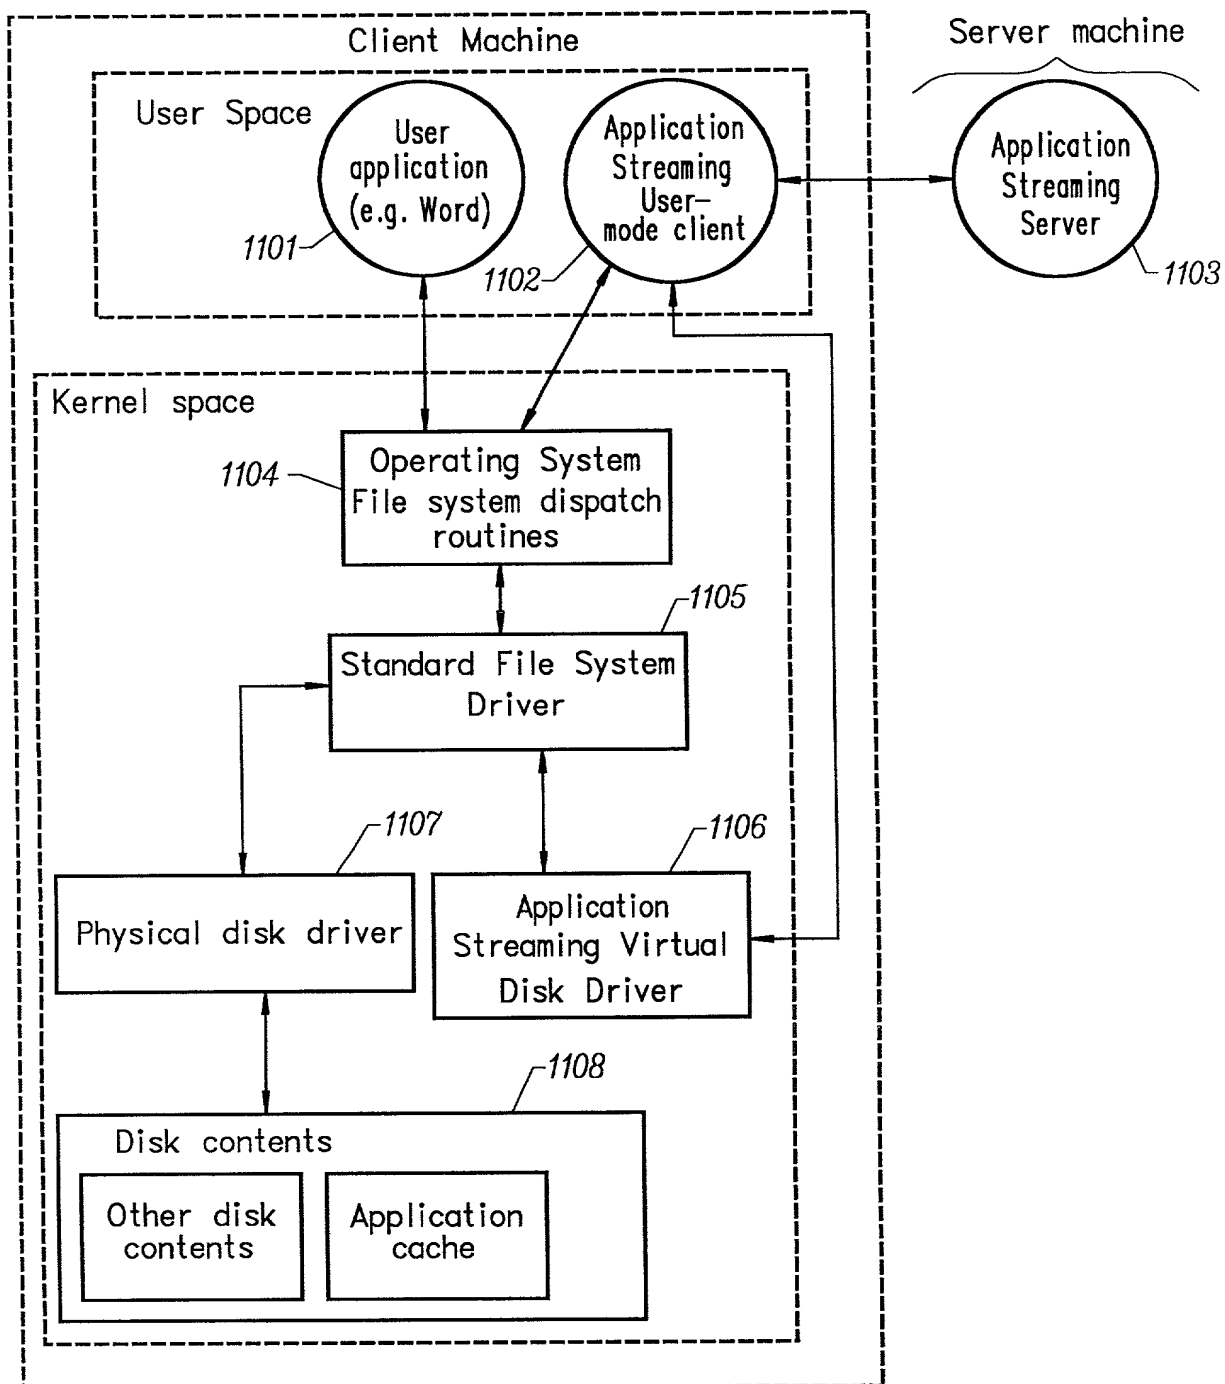 Client Machine
Server machine
User Space
User
application
(e.g. Word)
1101
Application
Streaming
User-
mode client
1102
Application
Streaming
Server
1103
Kernel space
1104
Operating System
File system dispatch
routines
1105
Standard File System
Driver
1107
Physical disk driver
1106
Application
Streaming Virtual
Disk Driver
1108
Disk contents
Other disk
contents
Application
cache